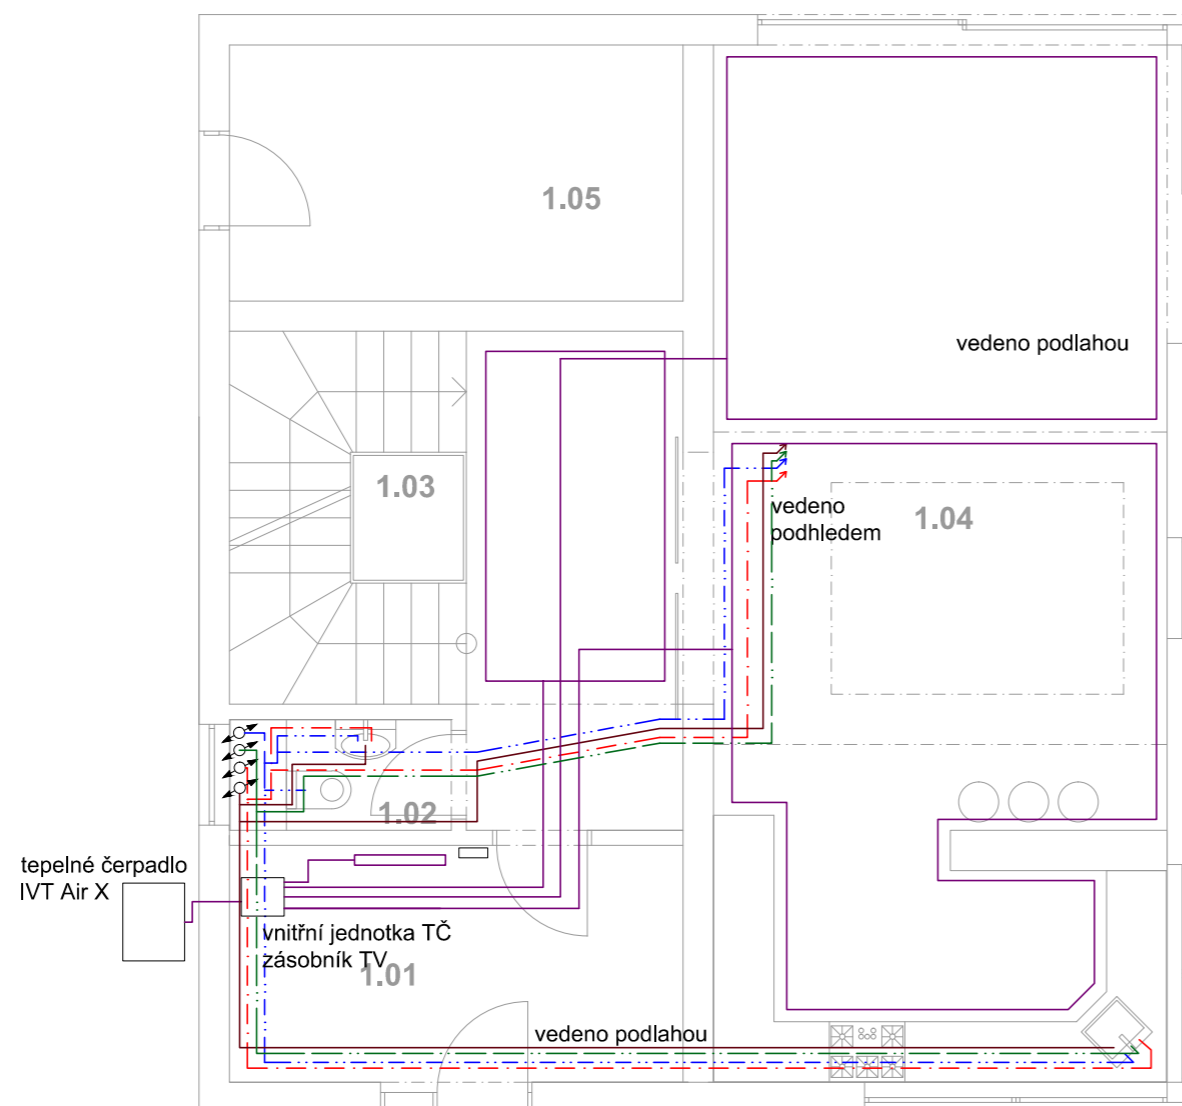 1.05
vedeno podlahou
1.03
vedeno
podhledem
1.04
1.02
tepelné čerpadlo
IVT Air X
vnitřní jednotka TČ
zásobník TV
1.01
vedeno podlahou